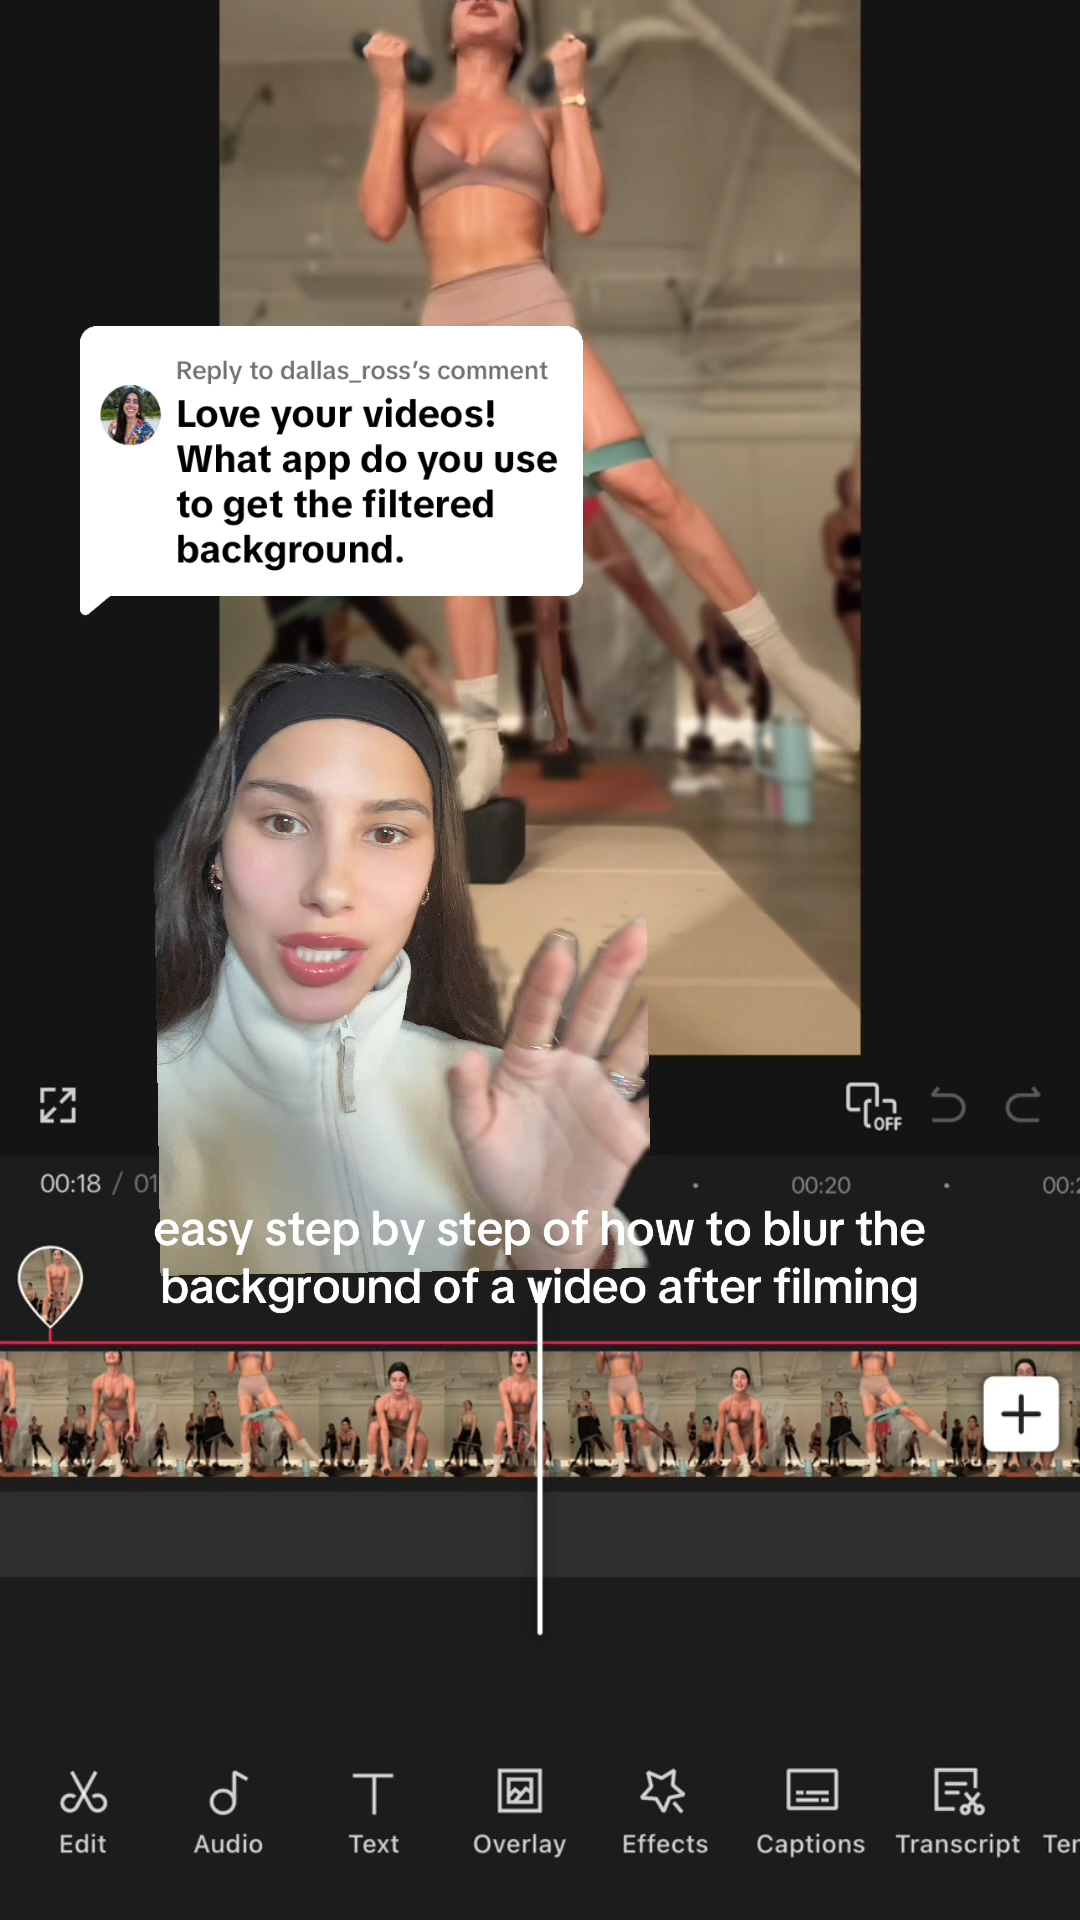 Reply to dallas_ross's comment
Love your videos!
What app do you use
to get the filtered
background.
OFF
00:18 / 01
00:20
easy step by step of how to blur the
background of a video after filming
Edit
Audio
Text
Overlay
Effects
Captions
Transcript